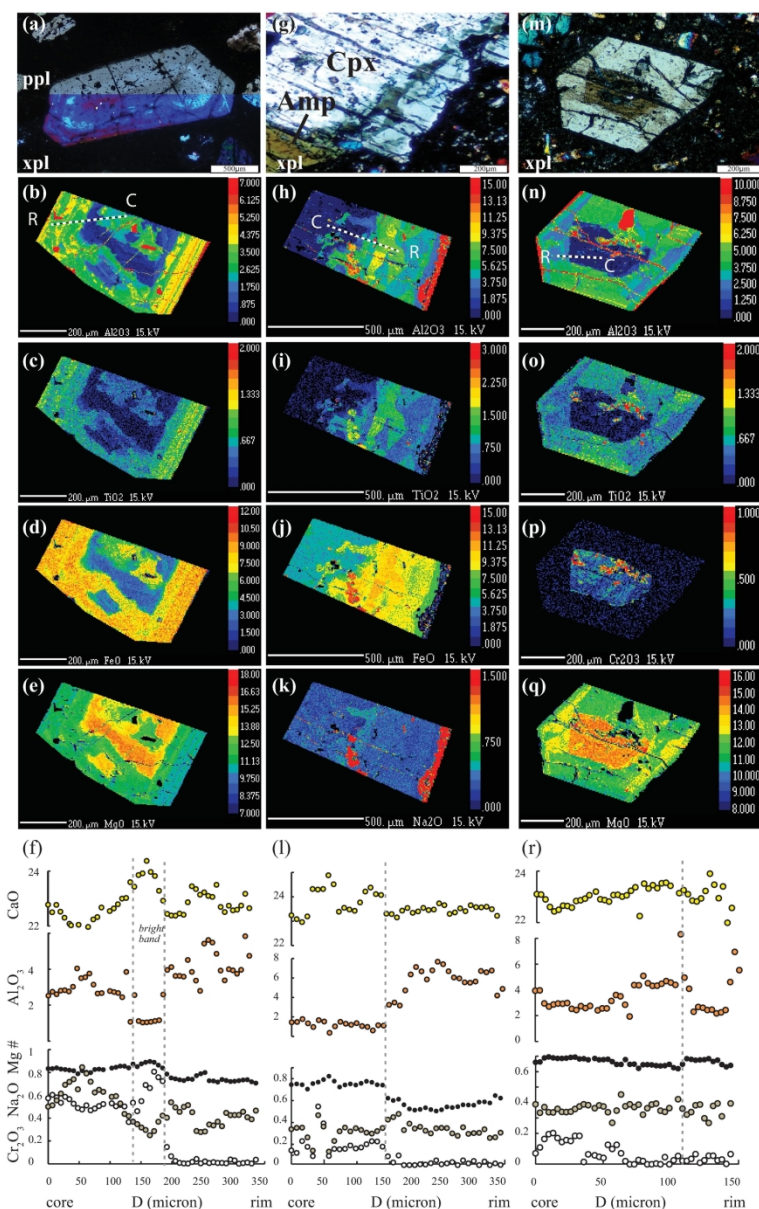 (a)
ppl
xpl
500µm
(g)
Cpx
Amp
xpl
200µm
(m)
xpl
200µm
(b)
C
R
7.000
6.125
5.250
4.375
3.500
2.625
1.750
.875
.000
200. µm Al2O3 15.kV
(h)
C
R
15.00
13.13
11.25
9.375
7.500
5.625
3.750
1.875
.000
500. µm Al2O3 15.kV
(n)
R
C
10.000
8.750
7.500
6.250
5.000
3.750
2.500
1.250
.000
200. µm Al2O3 15.kV
(c)
2.000
1.333
.667
.000
200. µm TiO2 15.kV
(i)
3.000
2.250
1.500
.750
.000
500. µm TiO2 15.kV
(o)
2.000
1.333
.667
.000
200. µm TiO2 15.kV
(d)
12.00
10.50
9.000
7.500
6.000
4.500
3.000
1.500
.000
200. µm FeO 15.kV
(j)
15.00
13.13
11.25
9.375
7.500
5.625
3.750
1.875
.000
500. µm FeO 15.kV
(p)
1.000
.500
.000
200. µm Cr2O3 15.kV
(e)
18.00
16.63
15.25
13.88
12.50
11.13
9.750
8.375
7.000
200. µm MgO 15.kV
(k)
1.500
.750
.000
500. µm Na2O 15.kV
(q)
16.00
15.00
14.00
13.00
12.00
11.00
10.000
9.000
8.000
200. µm MgO 15.kV
(f)
CaO
24
22
bright
band
Al2O3
4
2
Cr2O3 Na2O Mg #
1
0.8
0.6
0.4
0.2
0
0 50 100 150 200 250 300 350
core D (micron) rim
(l)
24
22
8
6
4
2
0.8
0.6
0.4
0.2
0
0 50 100 150 200 250 300 350
core D (micron) rim
(r)
24
22
8
6
4
2
0.8
0.6
0.4
0.2
0
0 50 100 150
core D (micron) rim